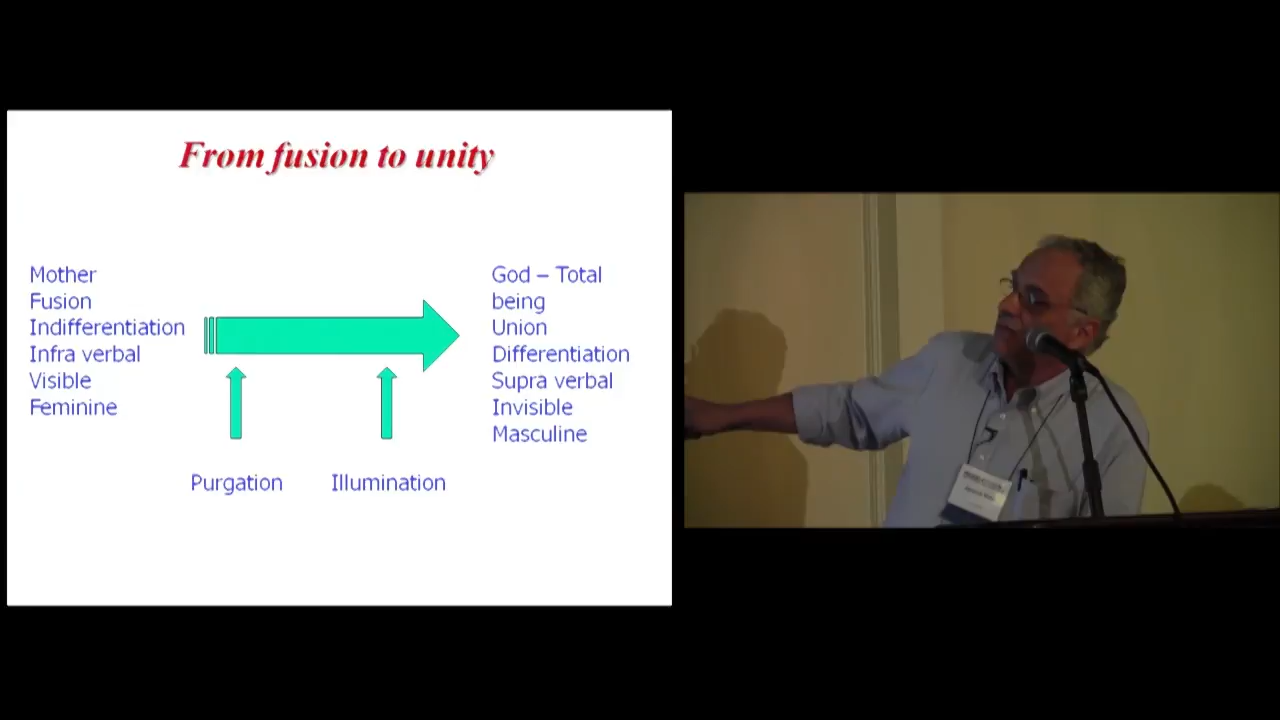 From fusion to unity
Mother
Fusion
Indifferentiation
Infra verbal
Visible
Feminine
God – Total
being
Union
Differentiation
Supra verbal
Invisible
Masculine
Purgation
Illumination